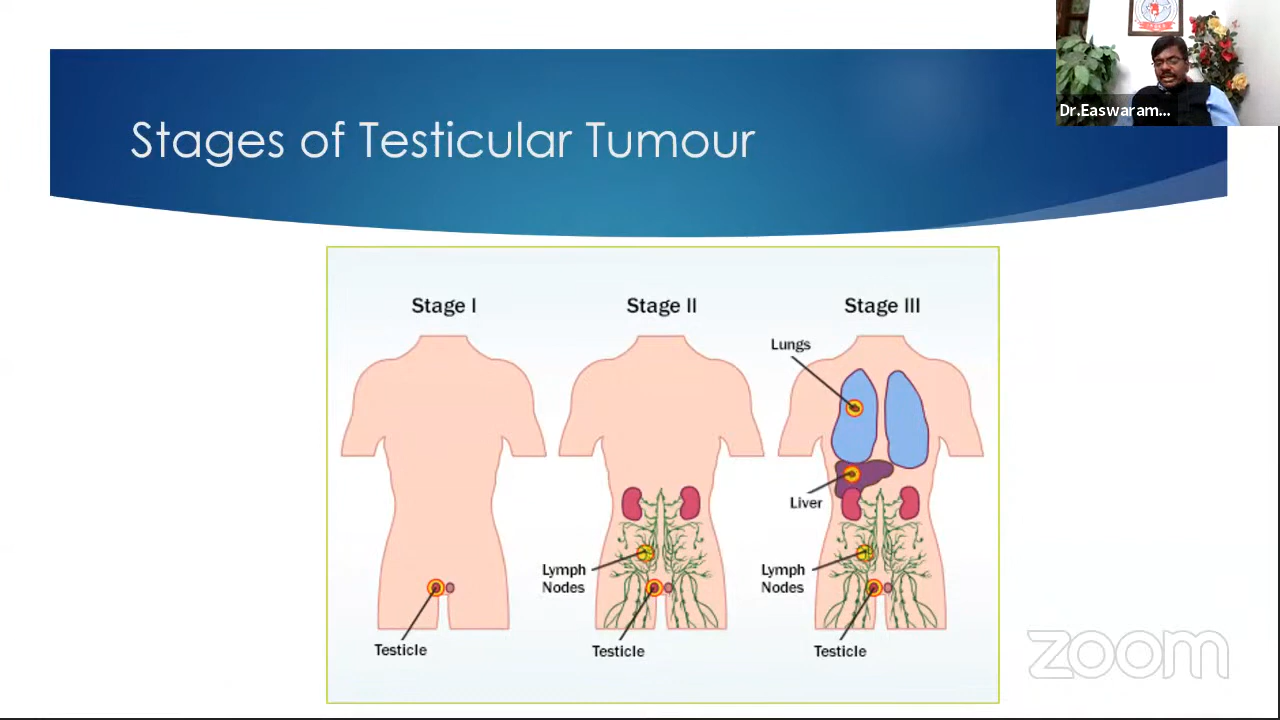 Dr.Easwaram...
Stages of Testicular Tumour
Stage I
Stage II
Stage III
Lungs
Liver
Lymph
Nodes
Lymph
Nodes
Testicle
Testicle
Testicle
zoom